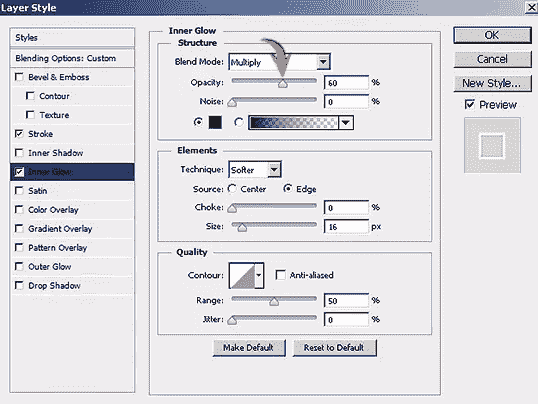 Layer Style
Styles
Blending Options: Custom
Bevel & Emboss
Contour
Texture
Stroke
Inner Shadow
Inner Glow
Satin
Color Overlay
Gradient Overlay
Pattern Overlay
Outer Glow
Drop Shadow
Inner Glow
Structure
Blend Mode: Multiply
Opacity: 60 %
Noise: 0 %
Elements
Technique: Softer
Source: Center Edge
Choke: 0 %
Size: 16 px
Quality
Contour: Anti-aliased
Range: 50 %
Jitter: 0 %
Make Default Reset to Default
OK
Cancel
New Style...
Preview